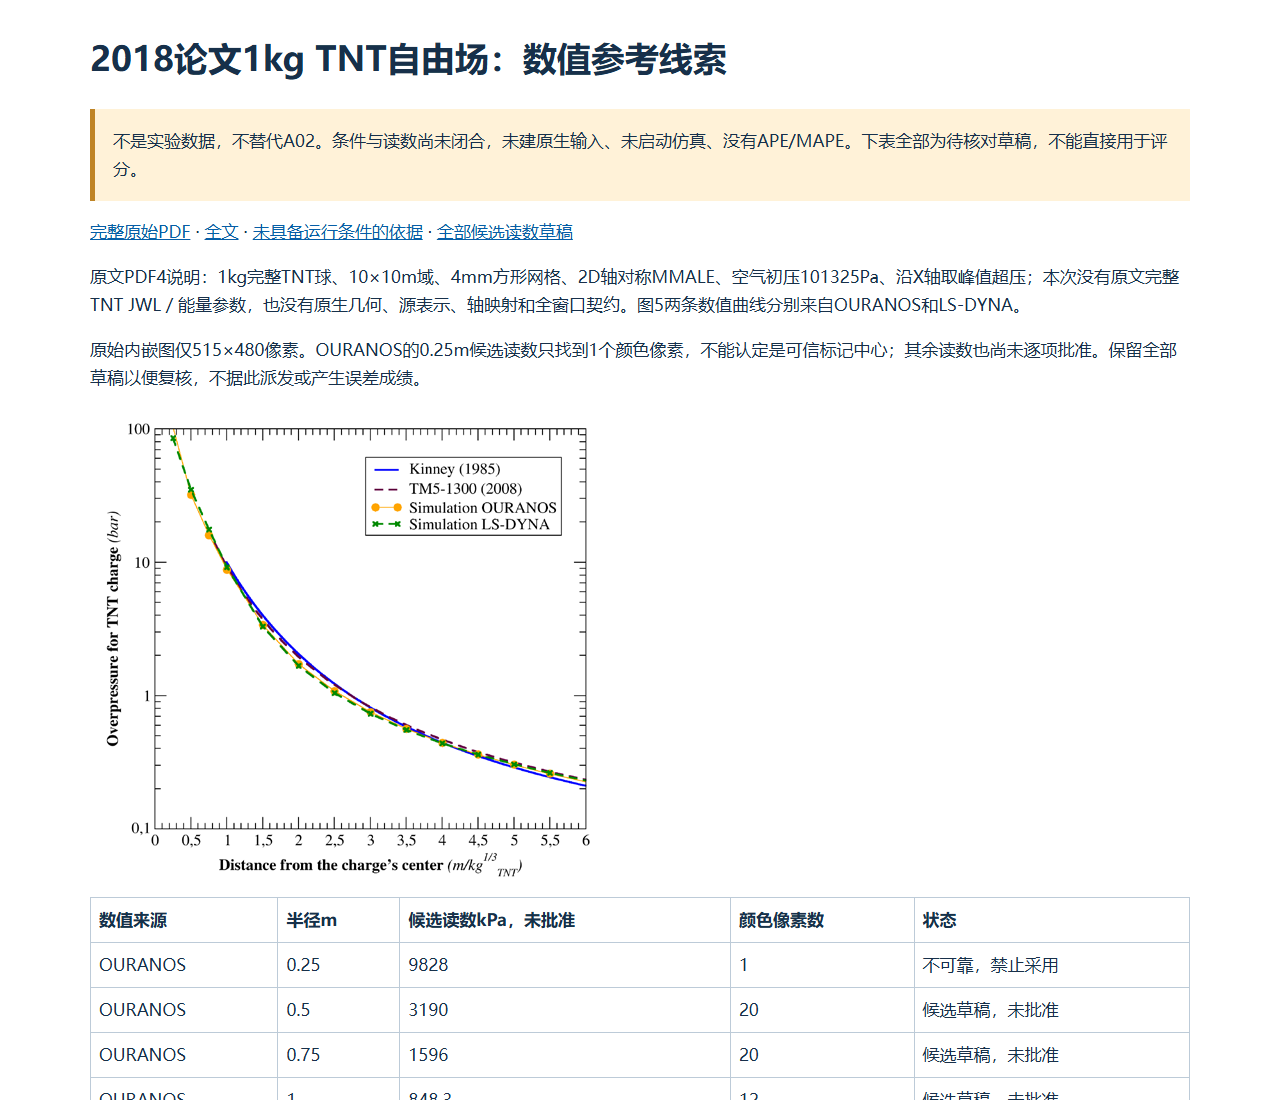 2018论文1kg TNT自由场：数值参考线索
不是实验数据，不替代A02。条件与读数尚未闭合，未建原生输入、未启动仿真、没有APE/MAPE。下表全部为待核对草稿，不能直接用于评
分。
完整原始PDF · 全文 · 未具备运行条件的依据 · 全部候选读数草稿
原文PDF4说明：1kg完整TNT球、10×10m域、4mm方形网格、2D轴对称MMALE、空气初压101325Pa、沿X轴取峰值超压；本次没有原文完整
TNT JWL / 能量参数，也没有原生几何、源表示、轴映射和全窗口契约。图5两条数值曲线分别来自OURANOS和LS-DYNA。
原始内嵌图仅515×480像素。OURANOS的0.25m候选读数只找到1个颜色像素，不能认定是可信标记中心；其余读数也尚未逐项批准。保留全部
草稿以便复核，不据此派发或产生误差成绩。
100
Kinney (1985)
TM5-1300 (2008)
Simulation OURANOS
Simulation LS-DYNA
10
Overpressure for TNT charge (bar)
1
0,1
0 0,5 1 1,5 2 2,5 3 3,5 4 4,5 5 5,5 6
Distance from the charge's center (m/kg^1/3_TNT)
数值来源 半径m 候选读数kPa，未批准 颜色像素数 状态
OURANOS 0.25 9828 1 不可靠，禁止采用
OURANOS 0.5 3190 20 候选草稿，未批准
OURANOS 0.75 1596 20 候选草稿，未批准
OURANOS 1 848.3 12 候选草稿，未批准